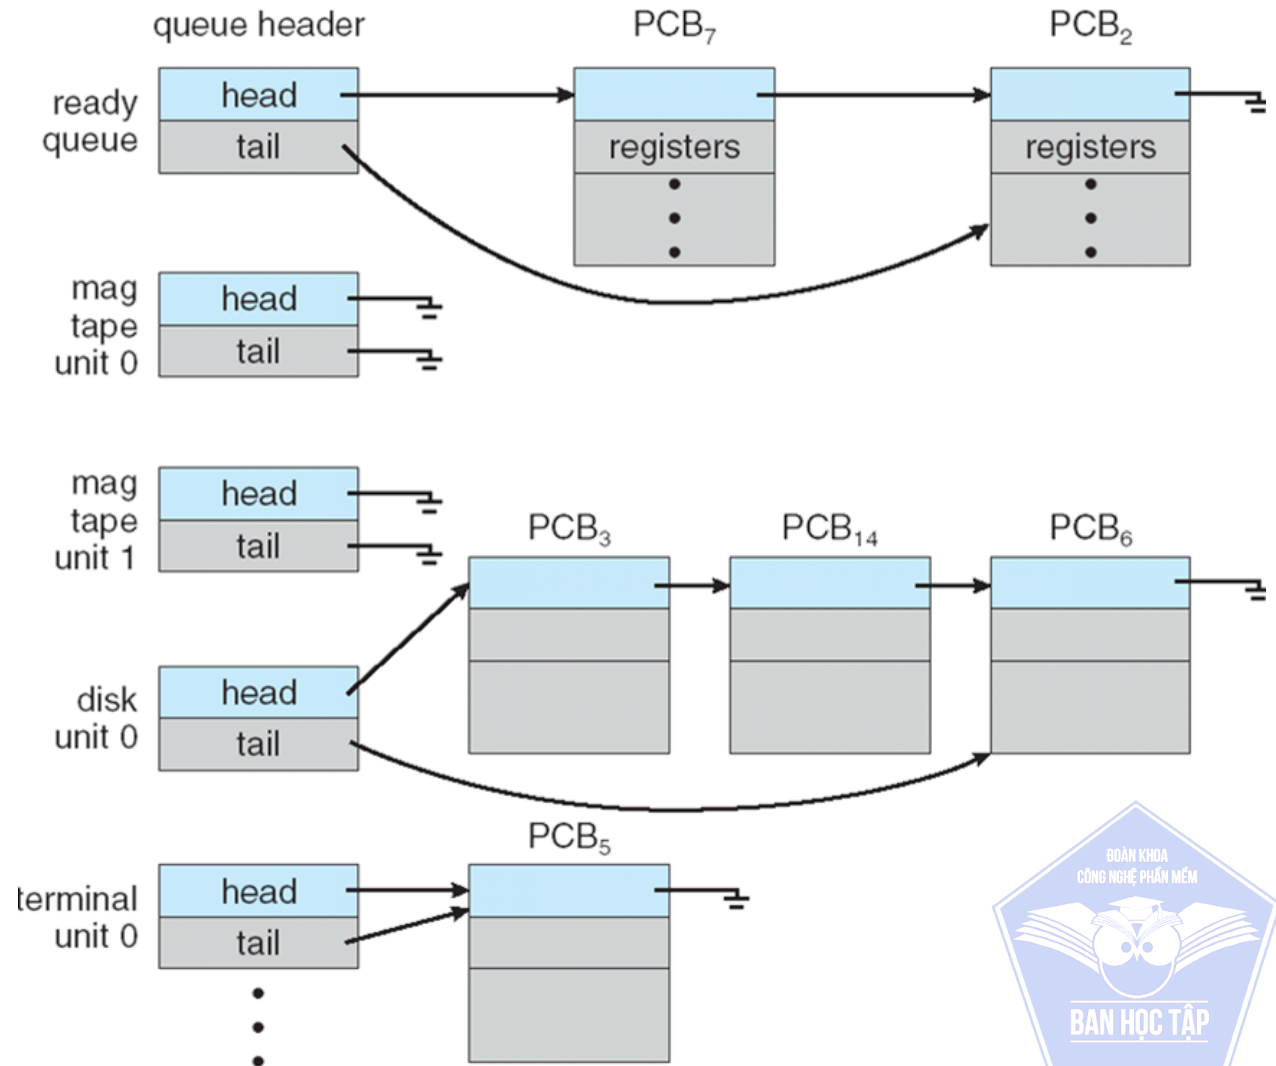 queue header
PCB7
PCB2
ready
queue
head
tail
registers
registers
mag
tape
unit 0
head
tail
mag
tape
unit 1
head
tail
PCB3
PCB14
PCB6
disk
unit 0
head
tail
PCB5
terminal
unit 0
head
tail
ĐOÀN KHOA
CÔNG NGHỆ PHẦN MỀM
BAN HỌC TẬP